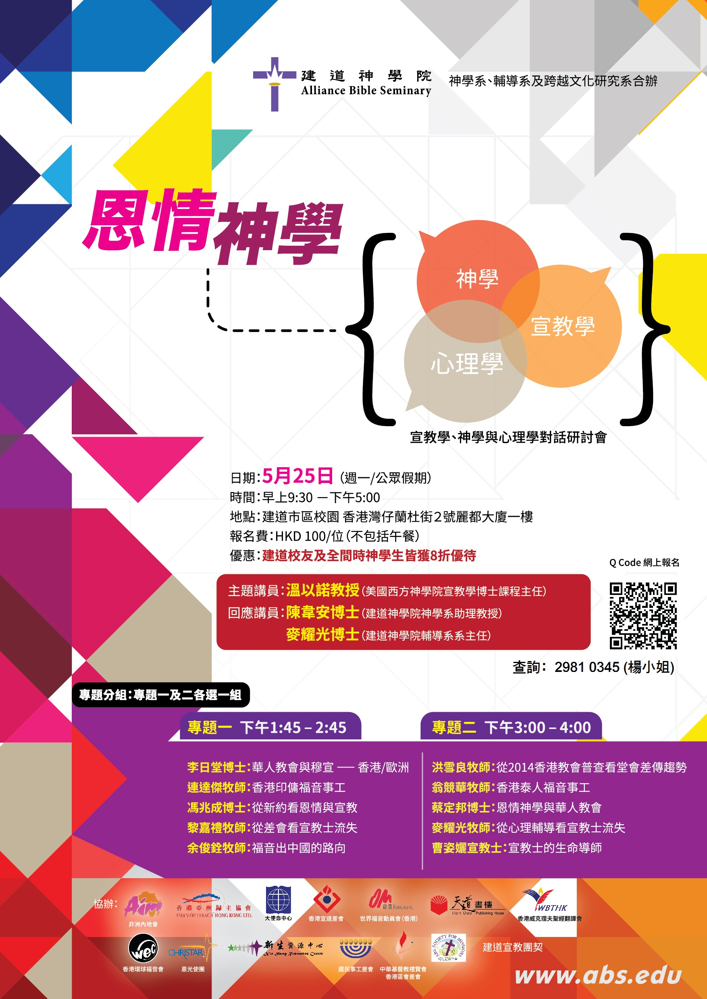 建道神學院
Alliance Bible Seminary
神學系、輔導系及跨越文化研究系合辦
恩情神學
神學
宣教學
心理學
宣教學、神學與心理學對話研討會
日期：5月25日（週一/公眾假期）
時間：早上9:30 －下午5:00
地點：建道市區校園 香港灣仔蘭杜街2號麗都大廈一樓
報名費：HKD 100/位（不包括午餐）
優惠：建道校友及全間時神學生皆獲8折優待
Q Code 網上報名
主題講員：溫以諾教授（美國西方神學院宣教學博士課程主任）
回應講員：陳韋安博士（建道神學院神學系助理教授）
麥耀光博士（建道神學院輔導系系主任）
查詢： 2981 0345 (楊小姐)
專題分組：專題一及二各選一組
專題一 下午1:45 – 2:45
李日堂博士：華人教會與穆宣 —— 香港/歐洲
連達傑牧師：香港印傭福音事工
馮兆成博士：從新約看恩情與宣教
黎嘉禮牧師：從差會看宣教士流失
余俊銓牧師：福音出中國的路向
專題二 下午3:00 – 4:00
洪雪良牧師：從2014香港教會普查看堂會差傳趨勢
翁競華牧師：香港泰人福音事工
蔡定邦博士：恩情神學與華人教會
麥耀光牧師：從心理輔導看宣教士流失
曹姿孋宣教士：宣教士的生命導師
協辦：
Aim
非洲內地會
香港亞洲歸主協會
ASIAN OUTREACH HONG KONG LTD.
大使命中心
香港宣道差會
OM
香港 HONG KONG
世界福音動員會（香港）
天道書樓
Tien Dao Publishing House
WBTHK
香港威克理夫聖經翻譯會
wec
香港環球福音會
CHRISTAR
恩光使團
新生資源中心
Xin Sheng Resources Centre
選民事工差會
中華基督教禮賢會
香港區會差會
ABS SOCIETY FOR MISSIONS
建道宣教團契
www.abs.edu